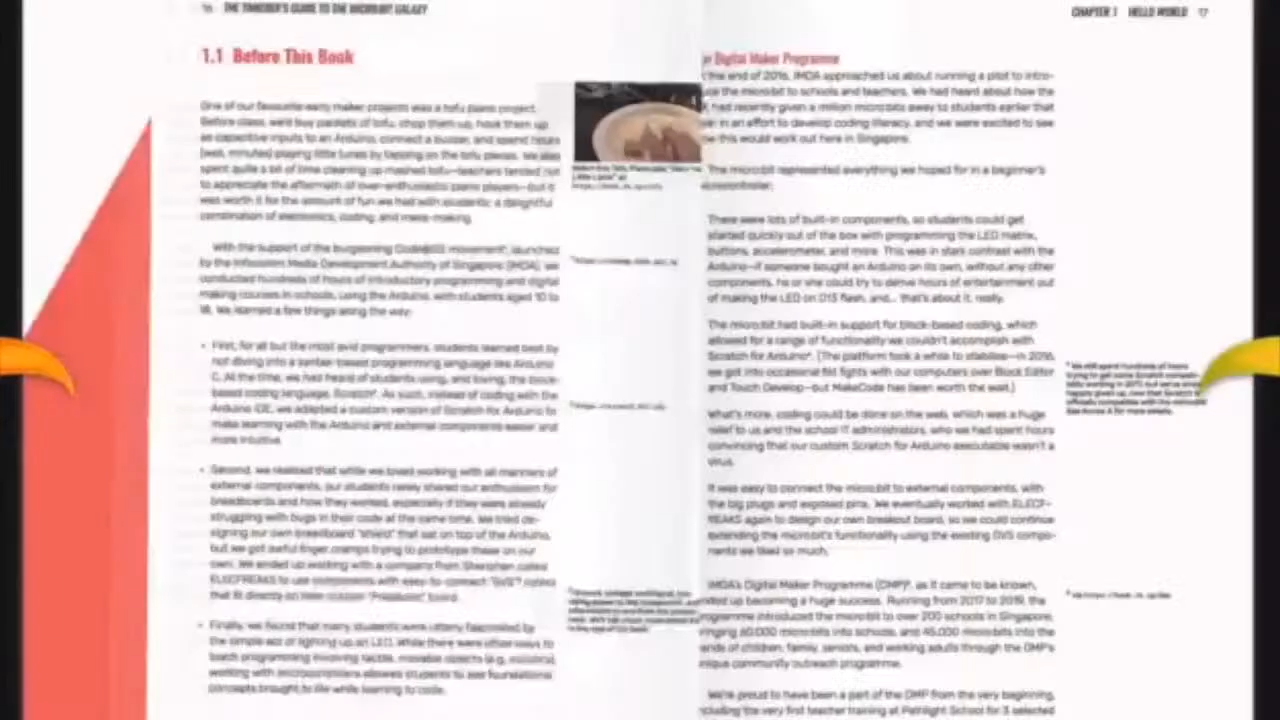 16 THE TINKERER'S GUIDE TO THE MICRO:BIT GALAXY
1.1 Before This Book
One of our favourite early maker projects was a tofu piano project.
Before class, we'd buy packets of tofu, chop them up, hook them up
as capacitive inputs to an Arduino, connect a buzzer, and spend hours
(well, minutes) playing little tunes by tapping on the tofu pieces. We also
spent quite a bit of time cleaning up mashed tofu—teachers tended not
to appreciate the aftermath of over-enthusiastic piano players—but it
was worth it for the amount of fun we had with students: a delightful
combination of electronics, coding, and mess-making.
With the support of the burgeoning Code@SG movement, launched
by the Infocomm Media Development Authority of Singapore (IMDA), we
conducted hundreds of hours of introductory programming and digital
making courses in schools, using the Arduino, with students aged 10 to
18. We learned a few things along the way:
• First, for all but the most avid programmers, students learned best by
not diving into a syntax-based programming language like Arduino
C. At the time, we had heard of students using, and loving, the block-
based coding language, Scratch. As such, instead of coding with the
Arduino IDE, we adapted a custom version of Scratch for Arduino to
make learning with the Arduino and external components easier and
more intuitive.
• Second, we realised that while we loved working with all manners of
external components, our students rarely shared our enthusiasm for
breadboards and how they worked, especially if they were already
struggling with bugs in their code at the same time. We tried de-
signing our own breadboard "shield" that sat on top of the Arduino,
but we got awful finger cramps trying to prototype these on our
own. We ended up working with a company from Shenzhen called
ELECFREAKS to use components with easy-to-connect "GVS" cables
that fit directly on their custom "Freaduino" board.
• Finally, we found that many students were utterly fascinated by
the simple act of lighting up an LED. While there were other ways to
teach programming involving tactile, movable objects (e.g.,
working with microcontrollers allowed students to see foundational
concepts brought to life while learning to code.
CHAPTER 1 HELLO WORLD 17
Digital Maker Programme
the end of 2016, IMDA approached us about running a pilot to intro-
the micro:bit to schools and teachers. We had heard about how the
had recently given a million micro:bits away to students earlier that
in an effort to develop coding literacy, and we were excited to see
this would work out here in Singapore.
The micro:bit represented everything we hoped for in a beginner's
microcontroller:
There were lots of built-in components, so students could get
started quickly out of the box with programming the LED matrix,
buttons, accelerometer, and more. This was in stark contrast with the
Arduino—if someone bought an Arduino on its own, without any other
components, he or she could try to derive hours of entertainment out
of making the LED on D13 flash, and... that's about it, really.
The micro:bit had built-in support for block-based coding, which
allowed for a range of functionality we couldn't accomplish with
Scratch for Arduino. (The platform took a while to stabilise—in 2016,
we got into occasional fist fights with our computers over Block Editor
and Touch Develop—but MakeCode has been worth the wait.)
What's more, coding could be done on the web, which was a huge
relief to us and the school IT administrators, who we had spent hours
convincing that our custom Scratch for Arduino executable wasn't a
virus.
It was easy to connect the micro:bit to external components, with
the big plugs and exposed pins. We eventually worked with ELECF-
REAKS again to design our own breakout board, so we could continue
extending the micro:bit's functionality using the existing GVS compo-
nents we liked so much.
IMDA's Digital Maker Programme (DMP), as it came to be known,
ended up becoming a huge success. Running from 2017 to 2019, the
programme introduced the micro:bit to over 200 schools in Singapore,
bringing 60,000 micro:bits into schools, and 45,000 micro:bits into the
hands of children, family, seniors, and working adults through the DMP's
unique community outreach programme.
We're proud to have been a part of the DMP from the very beginning,
including the very first teacher training at Pathlight School for 3 selected